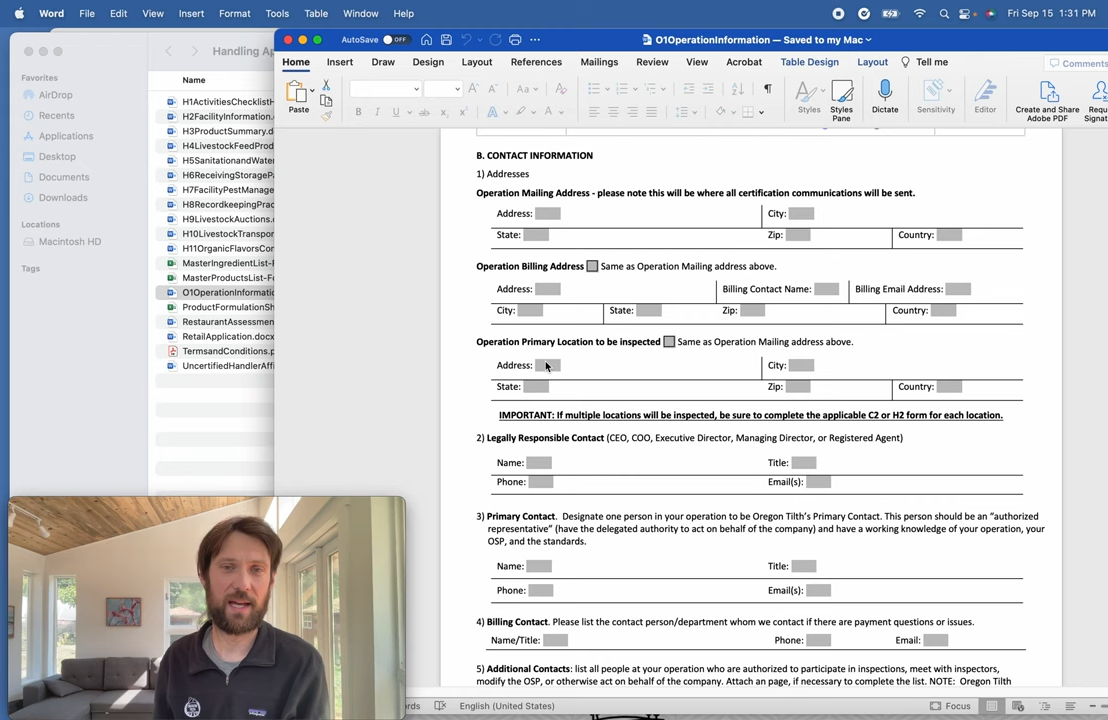 Word File Edit View Insert Format Tools Table Window Help
Fri Sep 15 1:31 PM
AutoSave OFF
O1OperationInformation — Saved to my Mac
Home Insert Draw Design Layout References Mailings Review View Acrobat Table Design Layout Tell me
Comments
Paste
Aa
Styles
Styles Pane
Dictate
Sensitivity
Editor
Create and Share Adobe PDF
Favorites
AirDrop
Recents
Applications
Desktop
Documents
Downloads
Locations
Macintosh HD
Tags
Handling
Name
H1ActivitiesChecklist
H2FacilityInformation.
H3ProductSummary.d
H4LivestockFeedProd
H5SanitationandWate
H6ReceivingStorageP
H7FacilityPestManage
H8RecordkeepingPrac
H9LivestockAuctions.
H10LivestockTranspor
H11OrganicFlavorsCon
MasterIngredientList-
MasterProductsList-F
O1OperationInformatio
ProductFormulationSh
RestaurantAssessmen
RetailApplication.docx
TermsandConditions.p
UncertifiedHandlerAffi
B. CONTACT INFORMATION
1) Addresses
Operation Mailing Address - please note this will be where all certification communications will be sent.
Address: City:
State: Zip: Country:
Operation Billing Address Same as Operation Mailing address above.
Address: Billing Contact Name: Billing Email Address:
City: State: Zip: Country:
Operation Primary Location to be inspected Same as Operation Mailing address above.
Address: City:
State: Zip: Country:
IMPORTANT: If multiple locations will be inspected, be sure to complete the applicable C2 or H2 form for each location.
2) Legally Responsible Contact (CEO, COO, Executive Director, Managing Director, or Registered Agent)
Name: Title:
Phone: Email(s):
3) Primary Contact. Designate one person in your operation to be Oregon Tilth's Primary Contact. This person should be an "authorized
representative" (have the delegated authority to act on behalf of the company) and have a working knowledge of your operation, your
OSP, and the standards.
Name: Title:
Phone: Email(s):
4) Billing Contact. Please list the contact person/department whom we contact if there are payment questions or issues.
Name/Title: Phone: Email:
5) Additional Contacts: list all people at your operation who are authorized to participate in inspections, meet with inspectors,
modify the OSP, or otherwise act on behalf of the company. Attach an page, if necessary to complete the list. NOTE: Oregon Tilth
English (United States)
Focus